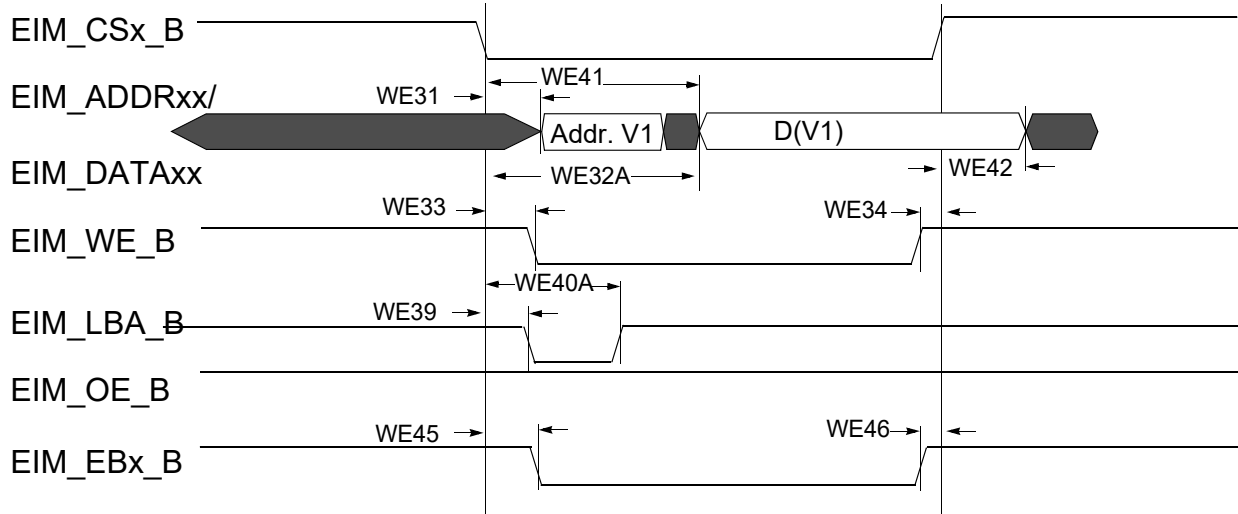 EIM_CSx_B
WE41
EIM_ADDRxx/
WE31
Addr. V1
D(V1)
EIM_DATAxx
WE32A
WE42
WE33
WE34
EIM_WE_B
WE40A
WE39
EIM_LBA_B
EIM_OE_B
WE45
WE46
EIM_EBx_B